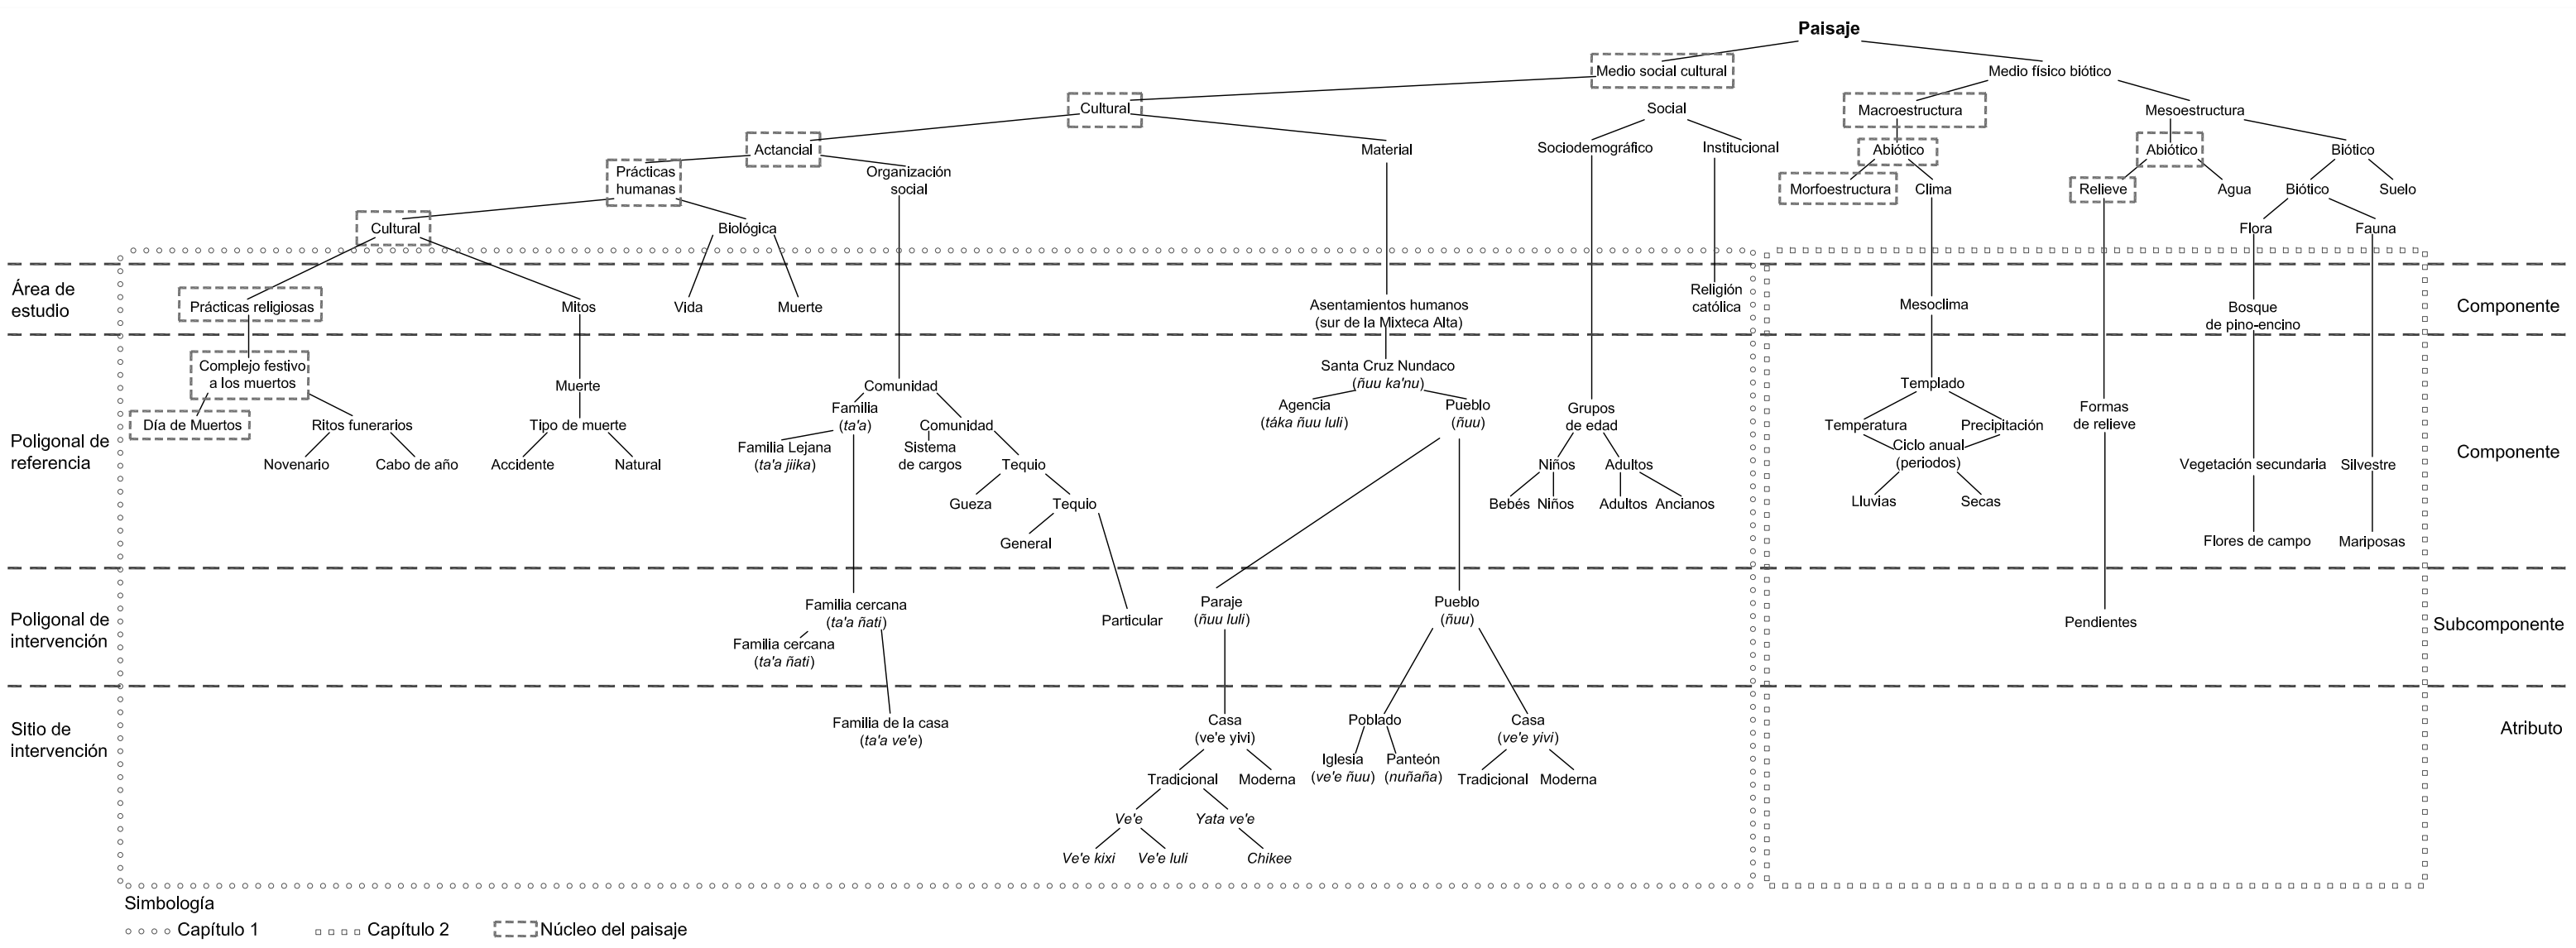 Paisaje
Medio social cultural
Medio físico biótico
Cultural
Social
Macroestructura
Mesoestructura
Actancial
Material
Sociodemográfico
Institucional
Abiótico
Abiótico
Biótico
Prácticas
humanas
Organización
social
Morfoestructura
Clima
Relieve
Agua
Biótico
Suelo
Cultural
Biológica
Flora
Fauna
Área de
estudio
Prácticas religiosas
Mitos
Vida
Muerte
Asentamientos humanos
(sur de la Mixteca Alta)
Religión
católica
Mesoclima
Bosque
de pino-encino
Componente
Poligonal de
referencia
Complejo festivo
a los muertos
Día de Muertos
Ritos funerarios
Novenario
Cabo de año
Muerte
Tipo de muerte
Accidente
Natural
Comunidad
Familia
(ta'a)
Comunidad
Familia Lejana
(ta'a jiika)
Sistema
de cargos
Tequio
Gueza
Tequio
General
Santa Cruz Nundaco
(ñuu ka'nu)
Agencia
(táka ñuu luli)
Pueblo
(ñuu)
Grupos
de edad
Niños
Adultos
Bebés
Niños
Adultos
Ancianos
Templado
Temperatura
Precipitación
Ciclo anual
(periodos)
Lluvias
Secas
Formas
de relieve
Vegetación secundaria
Silvestre
Flores de campo
Mariposas
Componente
Poligonal de
intervención
Familia cercana
(ta'a ñati)
Familia cercana
(ta'a ñati)
Particular
Paraje
(ñuu luli)
Pueblo
(ñuu)
Pendientes
Subcomponente
Sitio de
intervención
Familia de la casa
(ta'a ve'e)
Casa
(ve'e yivi)
Poblado
Casa
(ve'e yivi)
Iglesia
(ve'e ñuu)
Panteón
(nuñaña)
Tradicional
Moderna
Tradicional
Moderna
Ve'e
Yata ve'e
Ve'e kixi
Ve'e luli
Chikee
Atributo
Simbología
Capítulo 1
Capítulo 2
Núcleo del paisaje